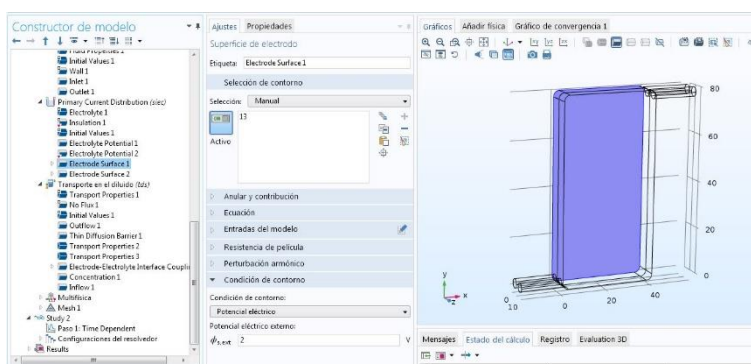 Constructor de modelo
Initial Values 1
Wall 1
Inlet 1
Outlet 1
Primary Current Distribution (siec)
Electrolyte 1
Insulation 1
Initial Values 1
Electrolyte Potential 1
Electrolyte Potential 2
Electrode Surface 1
Electrode Surface 2
Transporte en el diluido (tds)
Transport Properties 1
No Flux 1
Initial Values 1
Outflow 1
Thin Diffusion Barrier 1
Transport Properties 2
Transport Properties 3
Electrode-Electrolyte Interface Couplin
Concentration 1
Inflow 1
Multifísica
Mesh 1
Study 2
Paso 1: Time Dependent
Configuraciones del resolvedor
Results
Ajustes Propiedades
Superficie de electrodo
Etiqueta: Electrode Surface 1
Selección de contorno
Selección: Manual
13
Activo
Anular y contribución
Ecuación
Entradas del modelo
Resistencia de película
Perturbación armónico
Condición de contorno
Condición de contorno:
Potencial eléctrico
Potencial eléctrico externo:
ϕs,ext 2 V
Gráficos Añadir física Gráfico de convergencia 1
80
60
40
20
0
0
10
0
20
40
y
z
x
Mensajes Estado del cálculo Registro Evaluation 3D